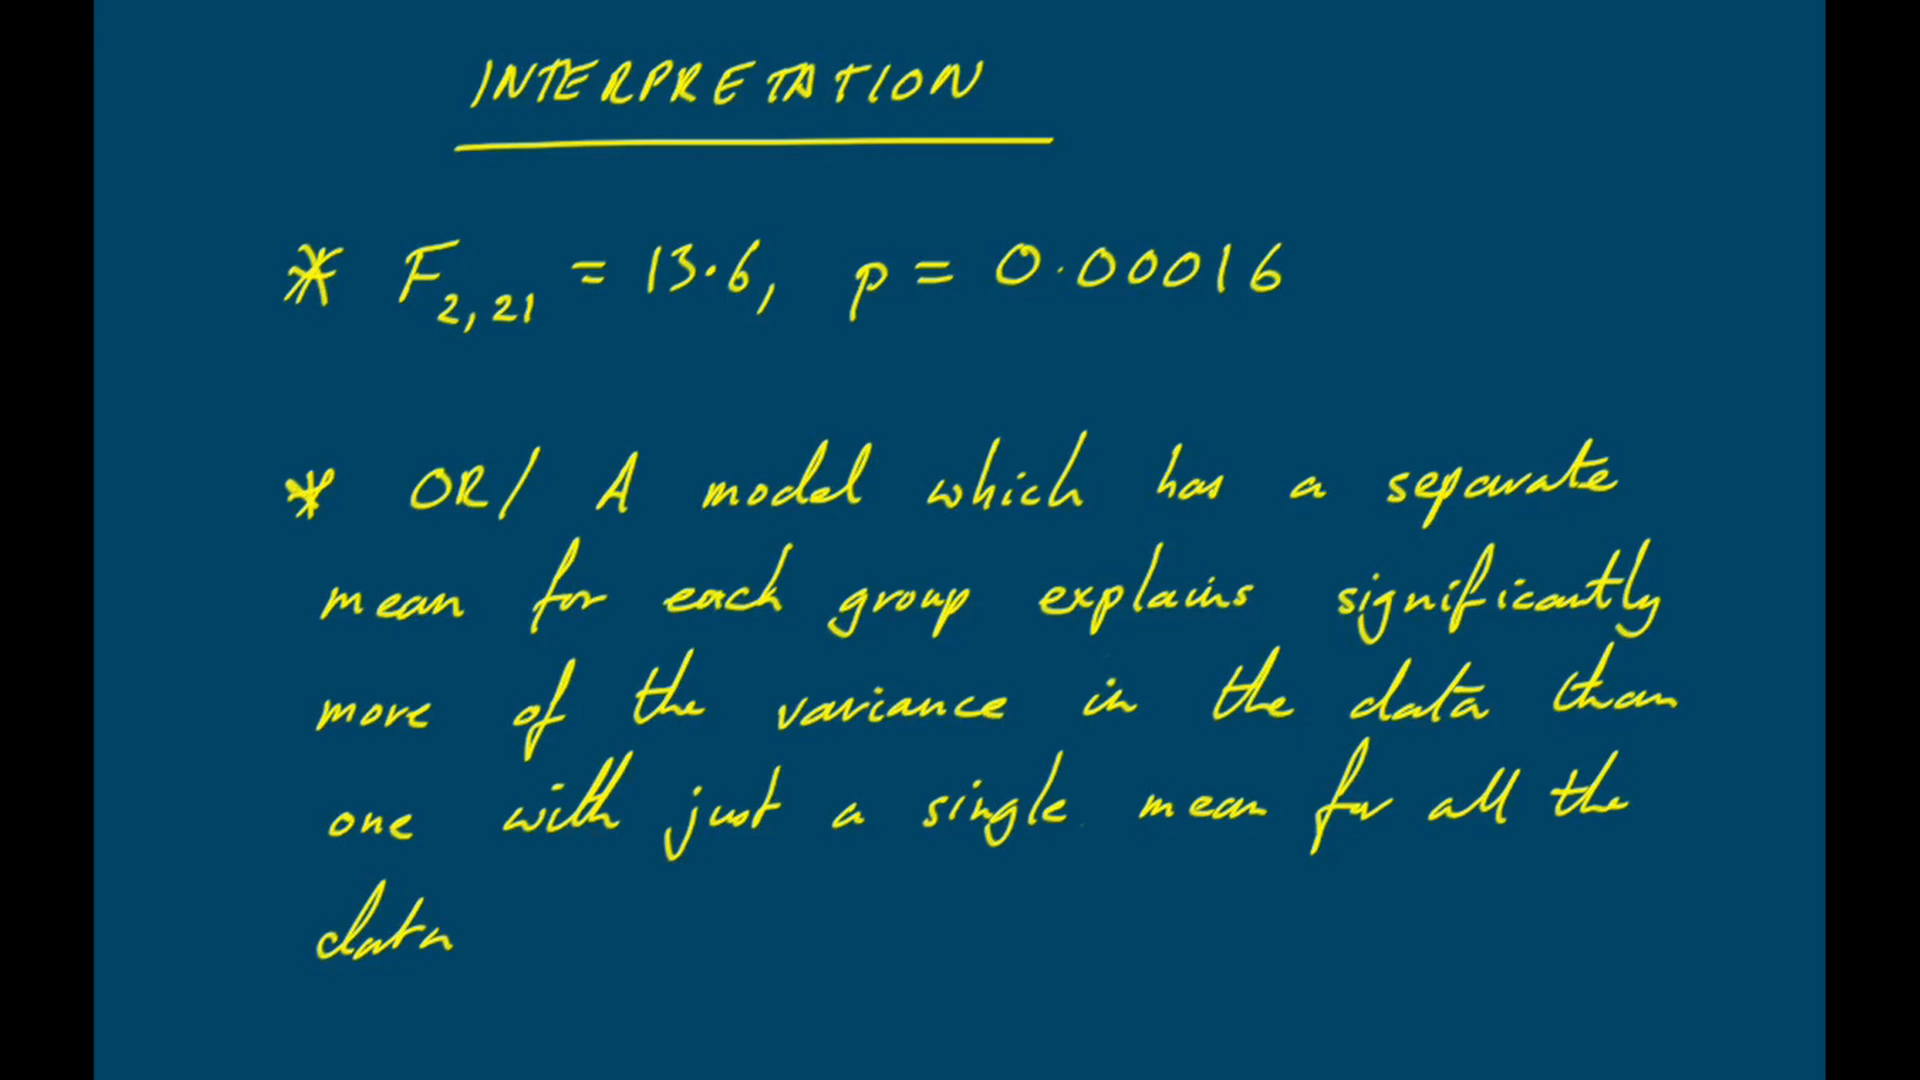 INTERPRETATION
* F2,21 = 13.6, p = 0.00016
* OR/ A model which has a separate
mean for each group explains significantly
more of the variance in the data than
one with just a single mean for all the
data